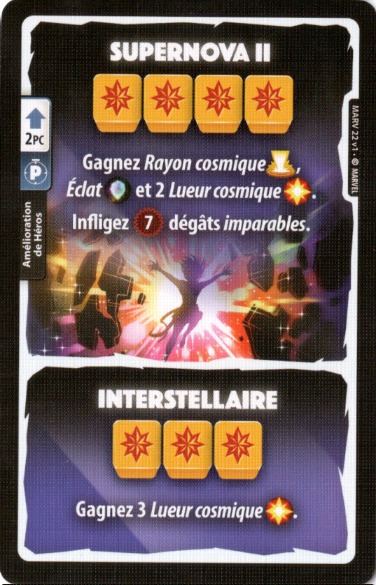 SUPERNOVA II
2PC
P
Amélioration
de Héros
MARV 22 v1 - © MARVEL
Gagnez Rayon cosmique,
Éclat et 2 Lueur cosmique.
Infligez 7 dégâts imparables.
INTERSTELLAIRE
Gagnez 3 Lueur cosmique.